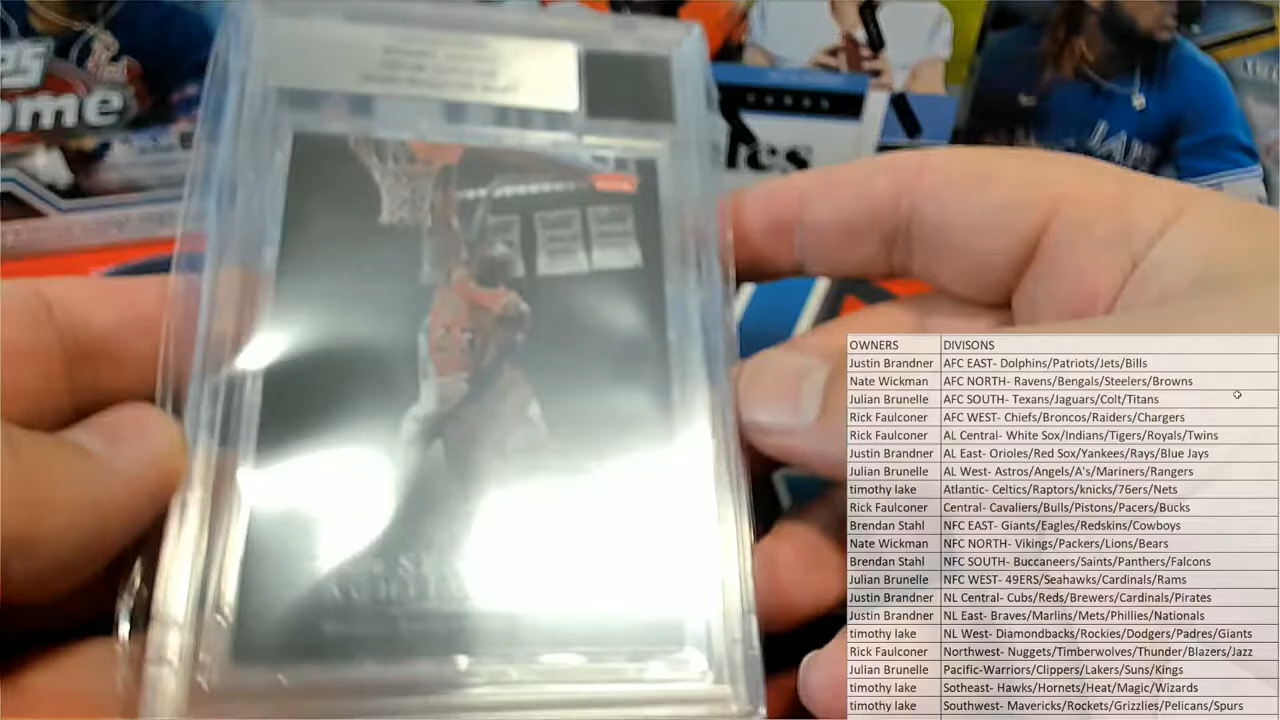 ome
CARDS
les
JAY
23
OWNERS DIVISONS
Justin Brandner AFC EAST- Dolphins/Patriots/Jets/Bills
Nate Wickman AFC NORTH- Ravens/Bengals/Steelers/Browns
Julian Brunelle AFC SOUTH- Texans/Jaguars/Colt/Titans
Rick Faulconer AFC WEST- Chiefs/Broncos/Raiders/Chargers
Rick Faulconer AL Central- White Sox/Indians/Tigers/Royals/Twins
Justin Brandner AL East- Orioles/Red Sox/Yankees/Rays/Blue Jays
Julian Brunelle AL West- Astros/Angels/A's/Mariners/Rangers
timothy lake Atlantic- Celtics/Raptors/knicks/76ers/Nets
Rick Faulconer Central- Cavaliers/Bulls/Pistons/Pacers/Bucks
Brendan Stahl NFC EAST- Giants/Eagles/Redskins/Cowboys
Nate Wickman NFC NORTH- Vikings/Packers/Lions/Bears
Brendan Stahl NFC SOUTH- Buccaneers/Saints/Panthers/Falcons
Julian Brunelle NFC WEST- 49ERS/Seahawks/Cardinals/Rams
Justin Brandner NL Central- Cubs/Reds/Brewers/Cardinals/Pirates
Justin Brandner NL East- Braves/Marlins/Mets/Phillies/Nationals
timothy lake NL West- Diamondbacks/Rockies/Dodgers/Padres/Giants
Rick Faulconer Northwest- Nuggets/Timberwolves/Thunder/Blazers/Jazz
Julian Brunelle Pacific-Warriors/Clippers/Lakers/Suns/Kings
timothy lake Sotheast- Hawks/Hornets/Heat/Magic/Wizards
timothy lake Southwest- Mavericks/Rockets/Grizzlies/Pelicans/Spurs